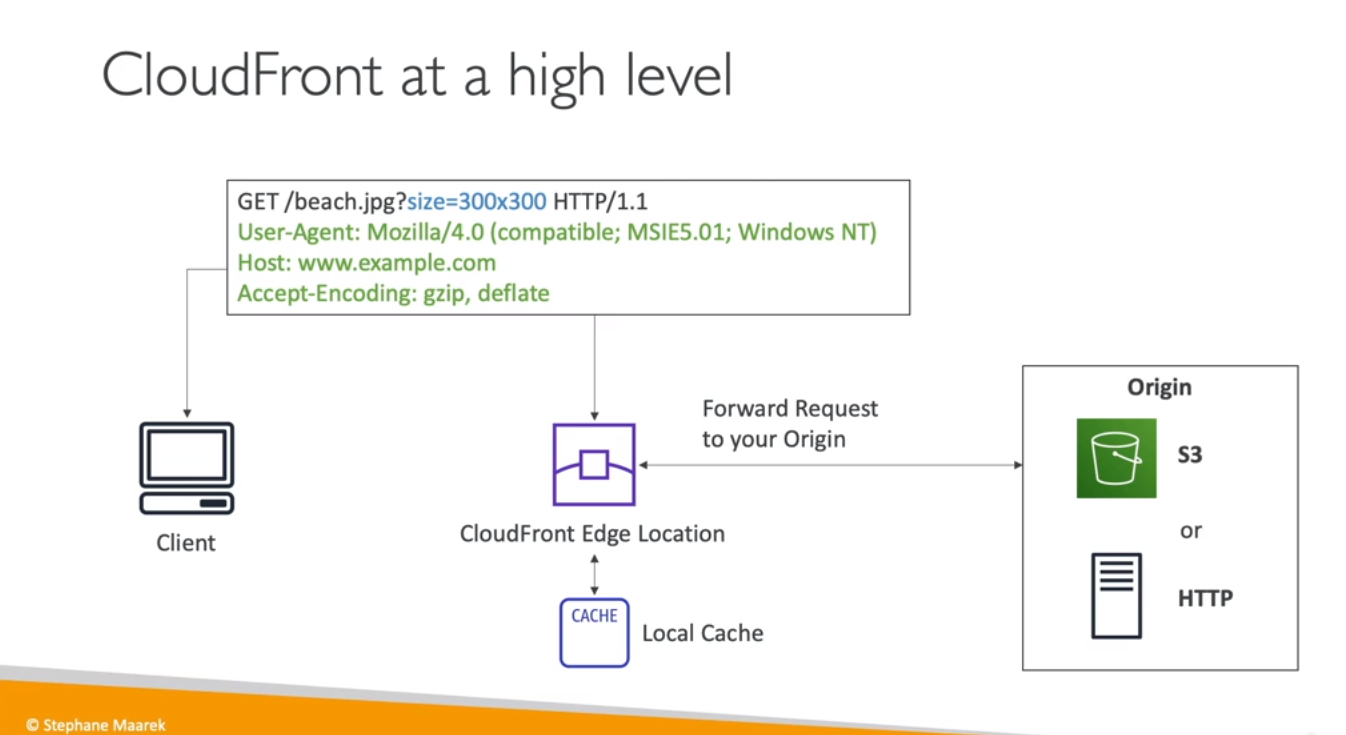 CloudFront at a high level
GET /beach.jpg?size=300x300 HTTP/1.1
User-Agent: Mozilla/4.0 (compatible; MSIE5.01; Windows NT)
Host: www.example.com
Accept-Encoding: gzip, deflate
Forward Request
to your Origin
Origin
S3
or
HTTP
Client
CloudFront Edge Location
CACHE
Local Cache
© Stephane Maarek